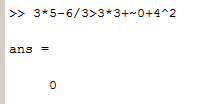 >> 3*5-6/3>3*3+~0+4^2
ans =
0